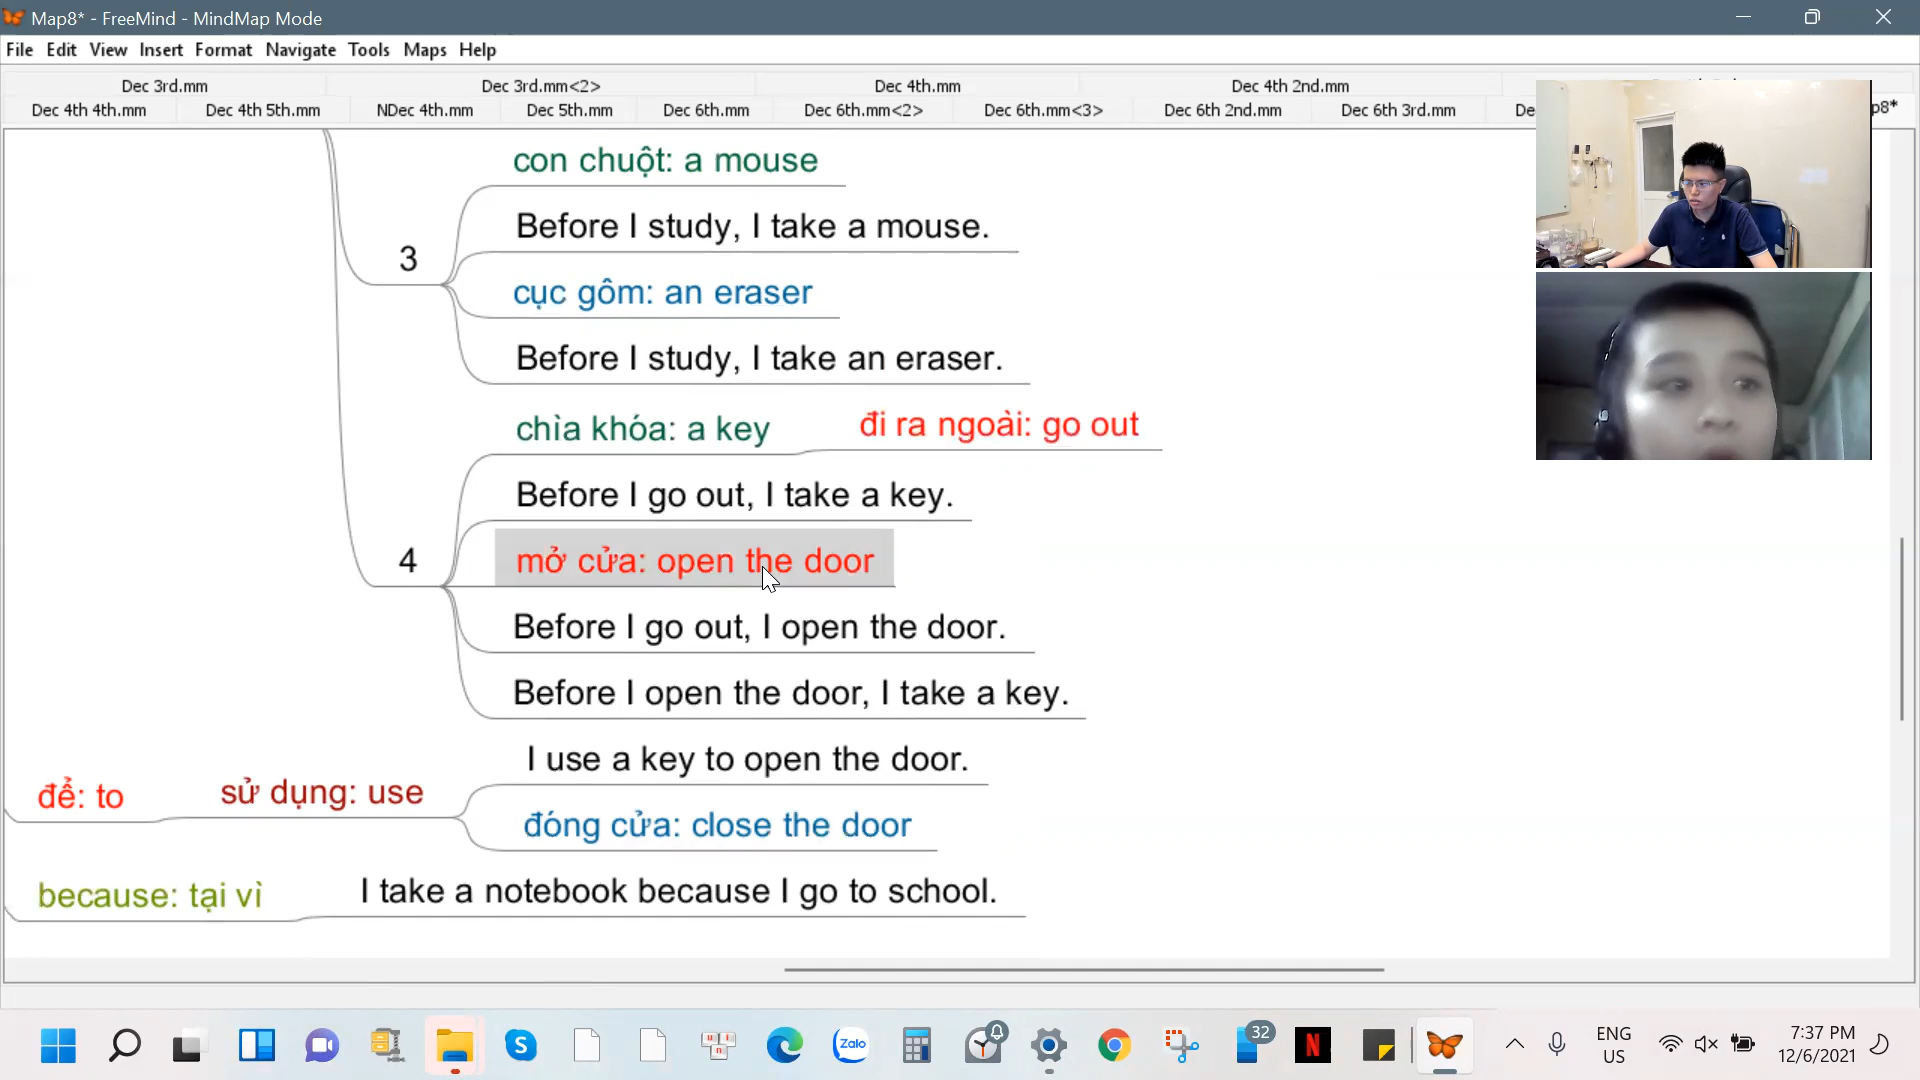 Map8* - FreeMind - MindMap Mode
File Edit View Insert Format Navigate Tools Maps Help
Dec 3rd.mm Dec 3rd.mm<2> Dec 4th.mm Dec 4th 2nd.mm
Dec 4th 4th.mm Dec 4th 5th.mm NDec 4th.mm Dec 5th.mm Dec 6th.mm Dec 6th.mm<2> Dec 6th.mm<3> Dec 6th 2nd.mm Dec 6th 3rd.mm De p8*
con chuột: a mouse
Before I study, I take a mouse.
3
cục gôm: an eraser
Before I study, I take an eraser.
chìa khóa: a key đi ra ngoài: go out
Before I go out, I take a key.
4 mở cửa: open the door
Before I go out, I open the door.
Before I open the door, I take a key.
I use a key to open the door.
để: to sử dụng: use
đóng cửa: close the door
because: tại vì I take a notebook because I go to school.
Zalo
32
N
ENG
US
7:37 PM
12/6/2021